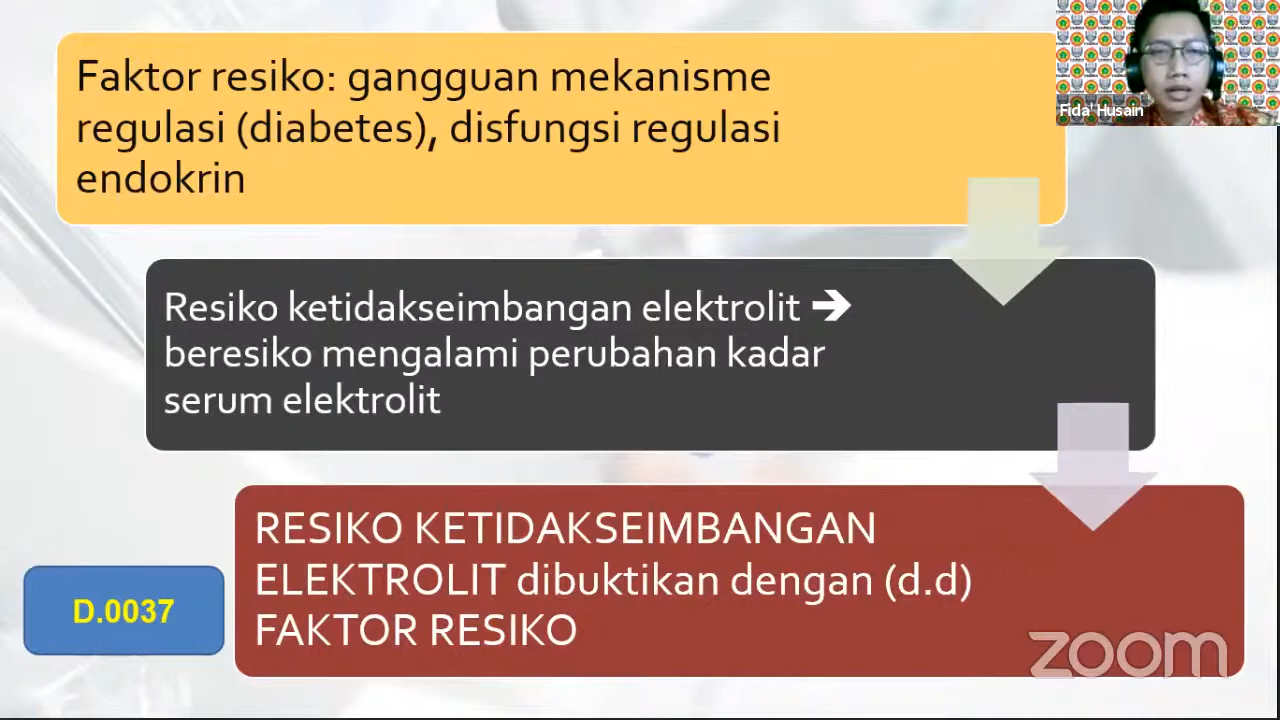 Faktor resiko: gangguan mekanisme
regulasi (diabetes), disfungsi regulasi
endokrin
Fida' Husain
Resiko ketidakseimbangan elektrolit ➔
beresiko mengalami perubahan kadar
serum elektrolit
RESIKO KETIDAKSEIMBANGAN
ELEKTROLIT dibuktikan dengan (d.d)
FAKTOR RESIKO
D.0037
zoom